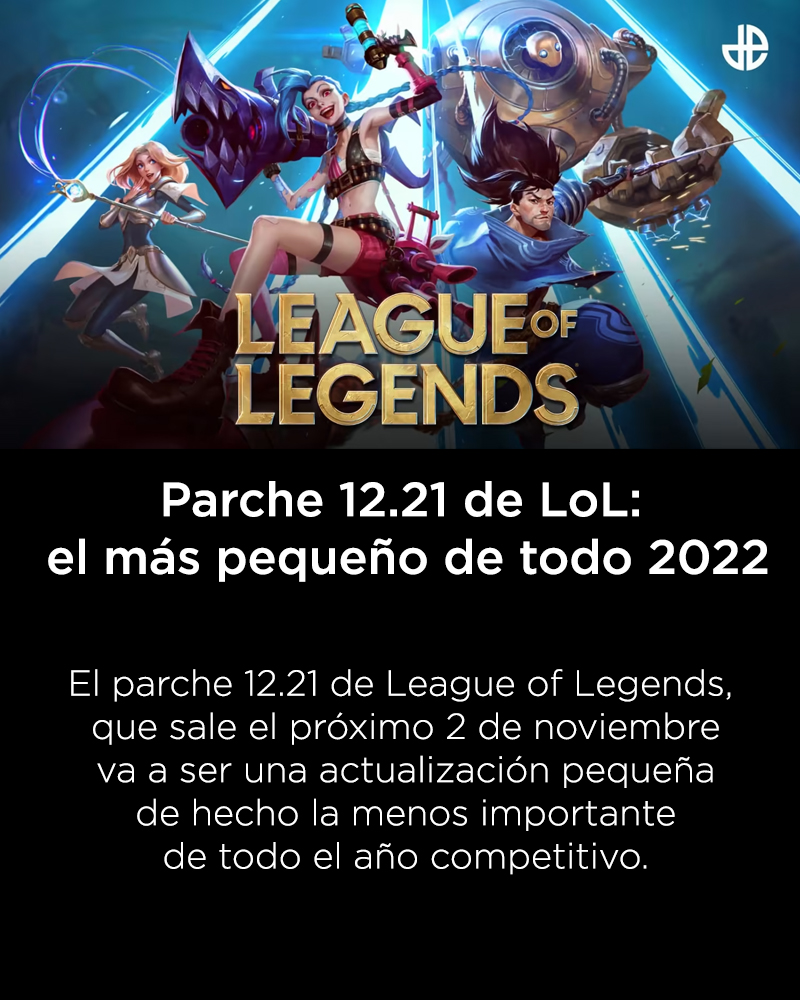 LEAGUE OF
LEGENDS
Parche 12.21 de LoL:
el más pequeño de todo 2022
El parche 12.21 de League of Legends,
que sale el próximo 2 de noviembre
va a ser una actualización pequeña
de hecho la menos importante
de todo el año competitivo.